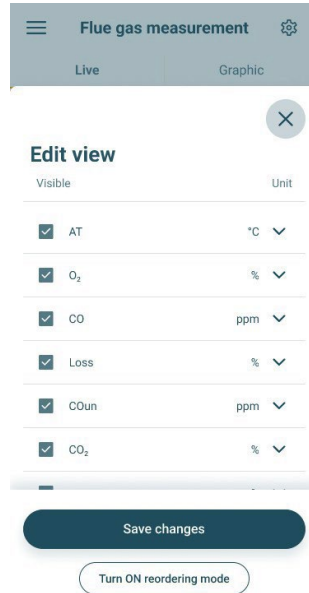 Flue gas measurement
Live Graphic
Edit view
Visible Unit
AT °C
O₂ %
CO ppm
Loss %
COun ppm
CO₂ %
Save changes
Turn ON reordering mode